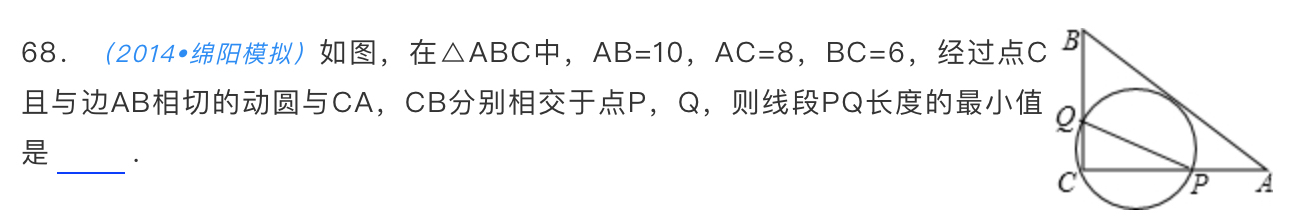 68. (2014•绵阳模拟) 如图，在△ABC中，AB=10，AC=8，BC=6，经过点C
且与边AB相切的动圆与CA，CB分别相交于点P，Q，则线段PQ长度的最小值
是 ____ .
B
Q
C
P
A